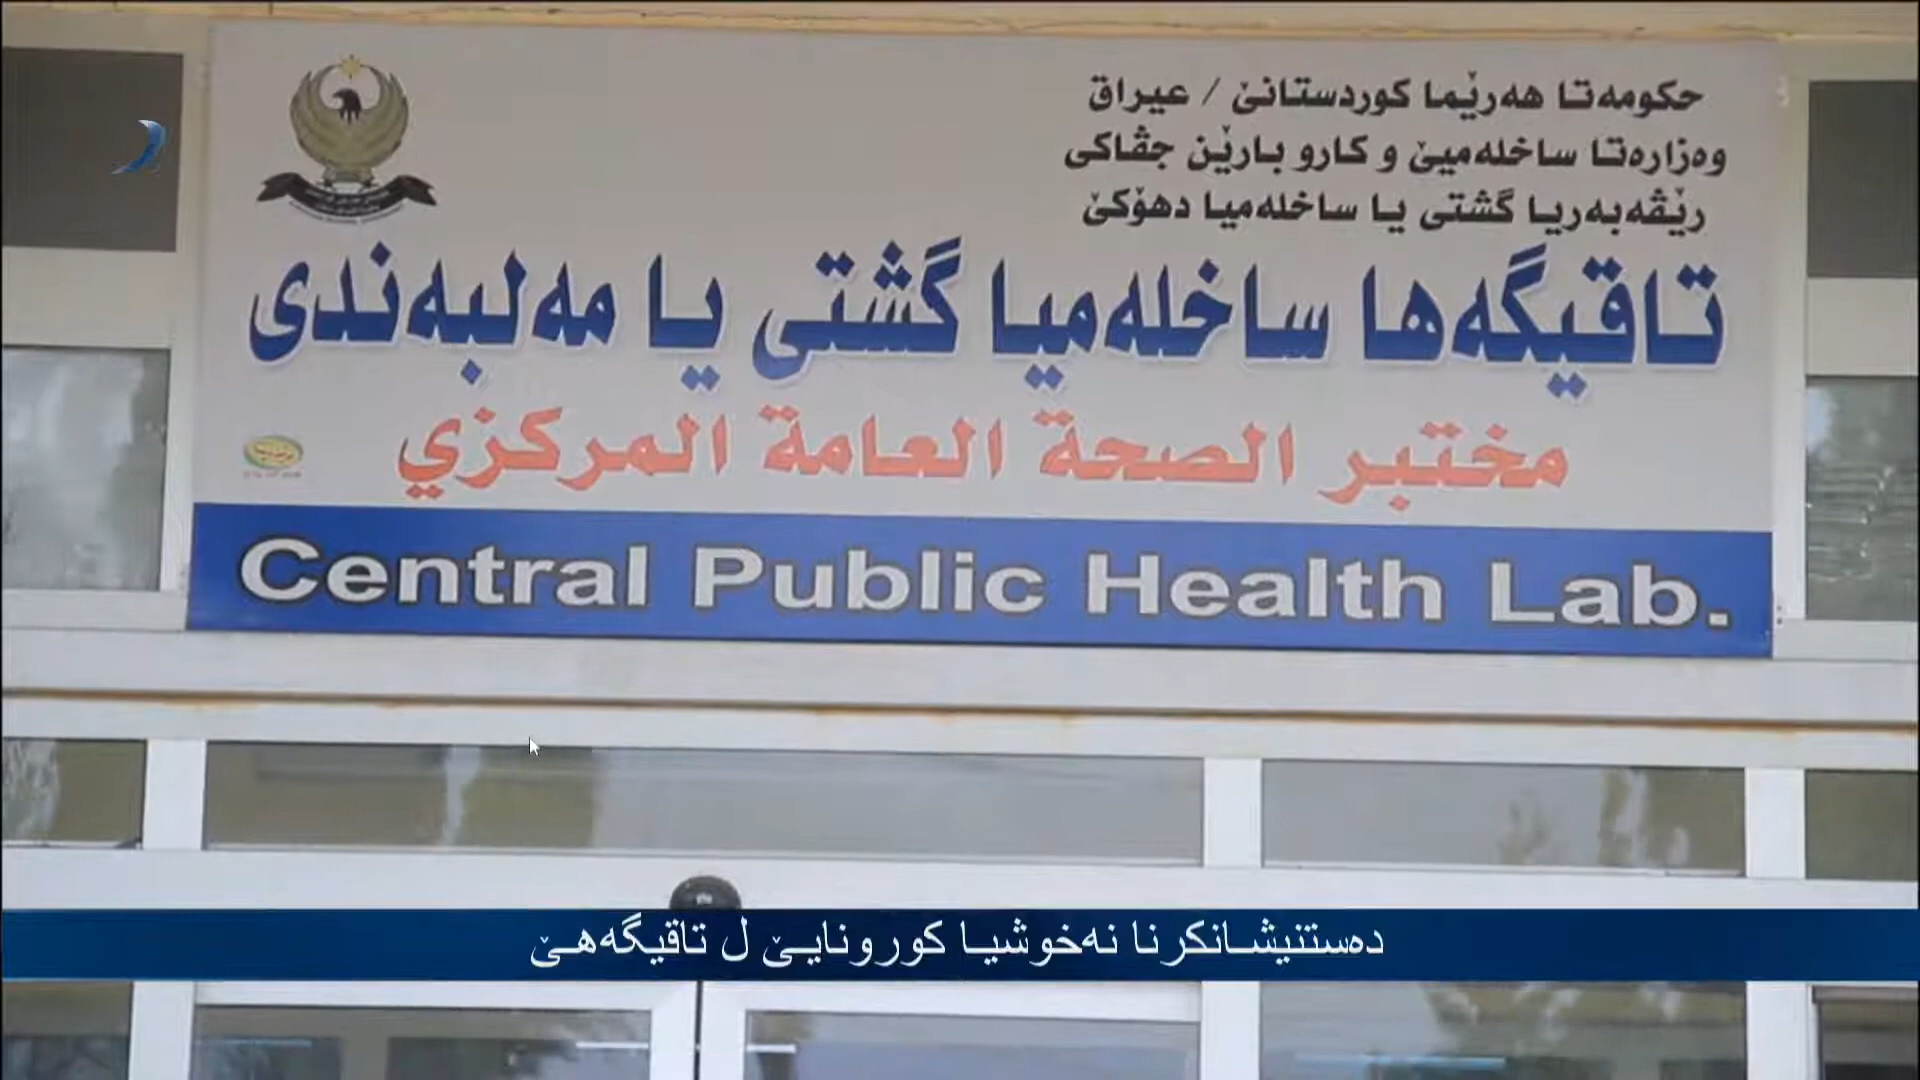 حکومەتا هەرێما کوردستانێ / عیراق
وەزارەتا ساخلەمیێ و کارو بارێن جڤاکی
رێڤەبەریا گشتی یا ساخلەمیا دهۆکێ
تاقیگەها ساخلەمیا گشتی یا مەلبەندی
مختبر الصحة العامة المركزي
Central Public Health Lab.
دەستنیشانکرنا نەخوشیا کورونایێ ل تاقیگەهێ